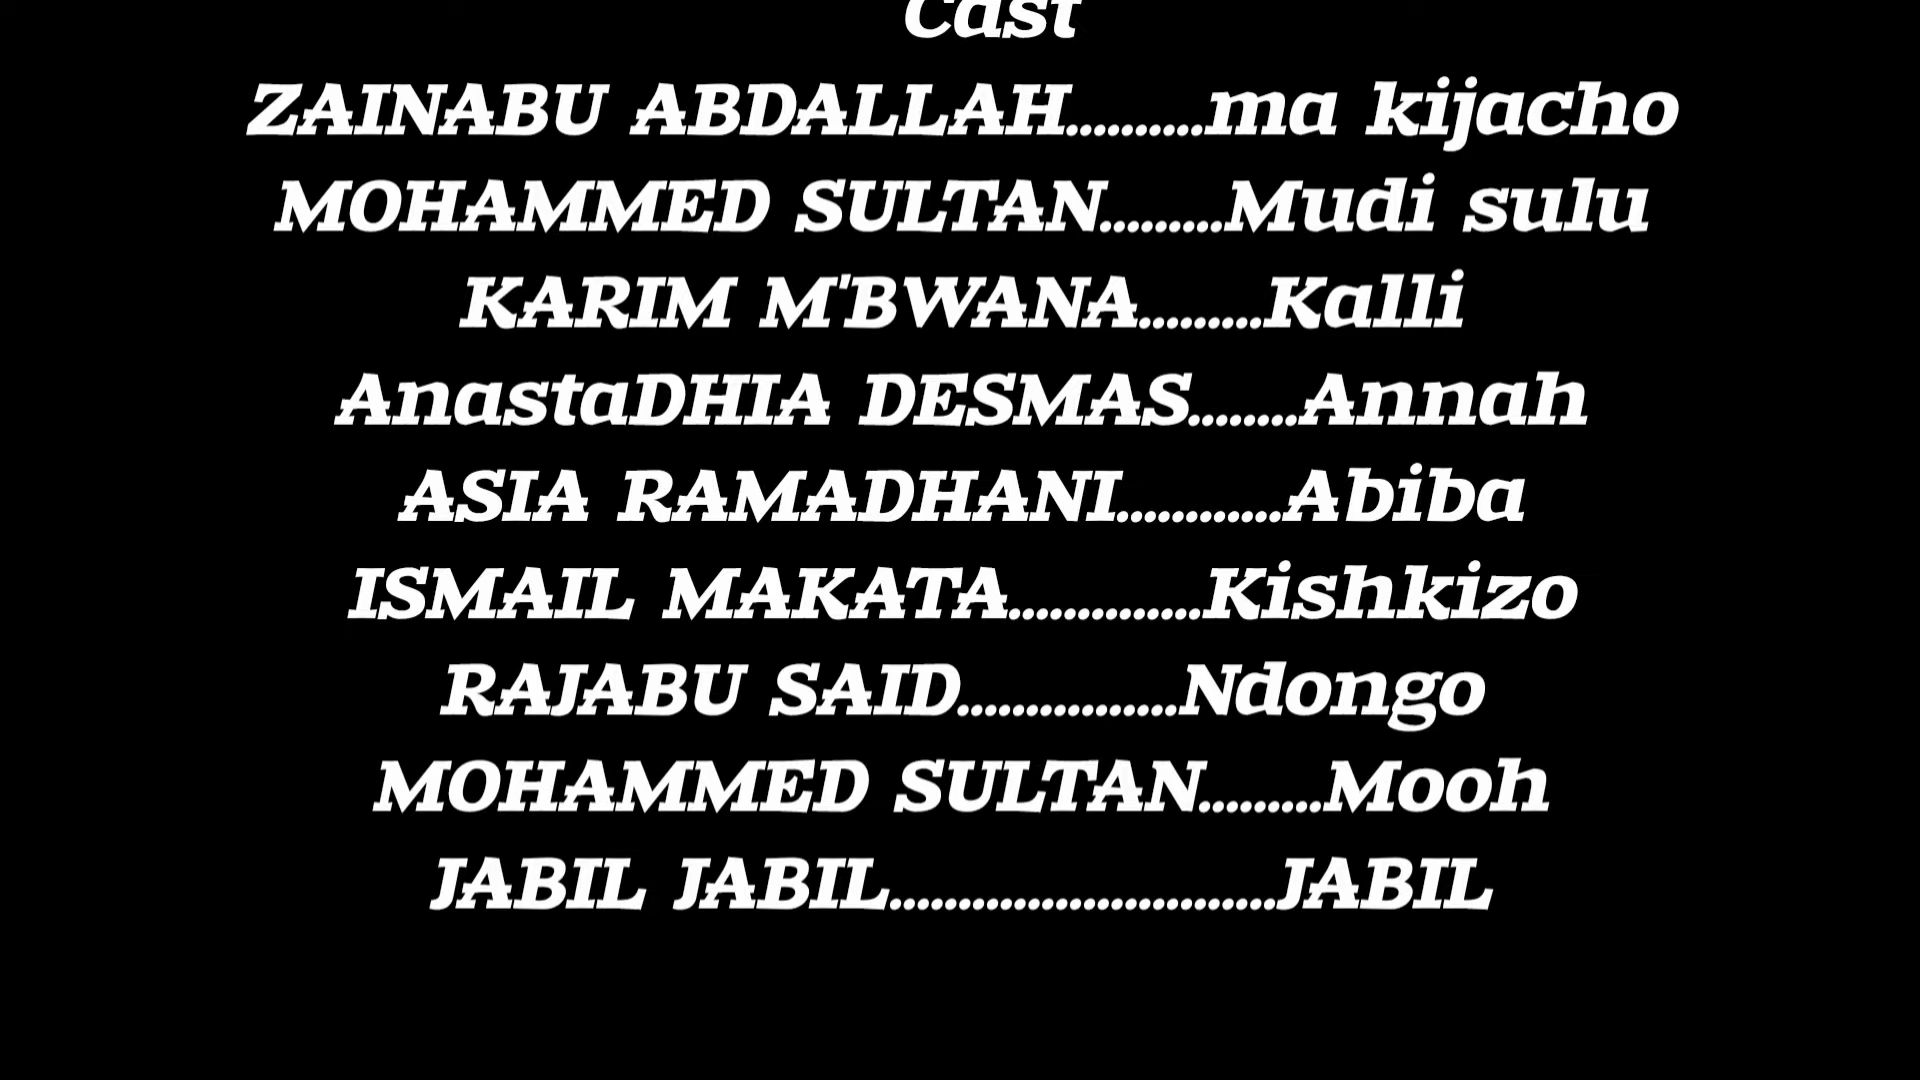 Cast
ZAINABU ABDALLAH..........ma kijacho
MOHAMMED SULTAN.........Mudi sulu
KARIM M'BWANA.........Kalli
AnastaDHIA DESMAS........Annah
ASIA RAMADHANI............Abiba
ISMAIL MAKATA..............Kishkizo
RAJABU SAID................Ndongo
MOHAMMED SULTAN.........Mooh
JABIL JABIL............................JABIL